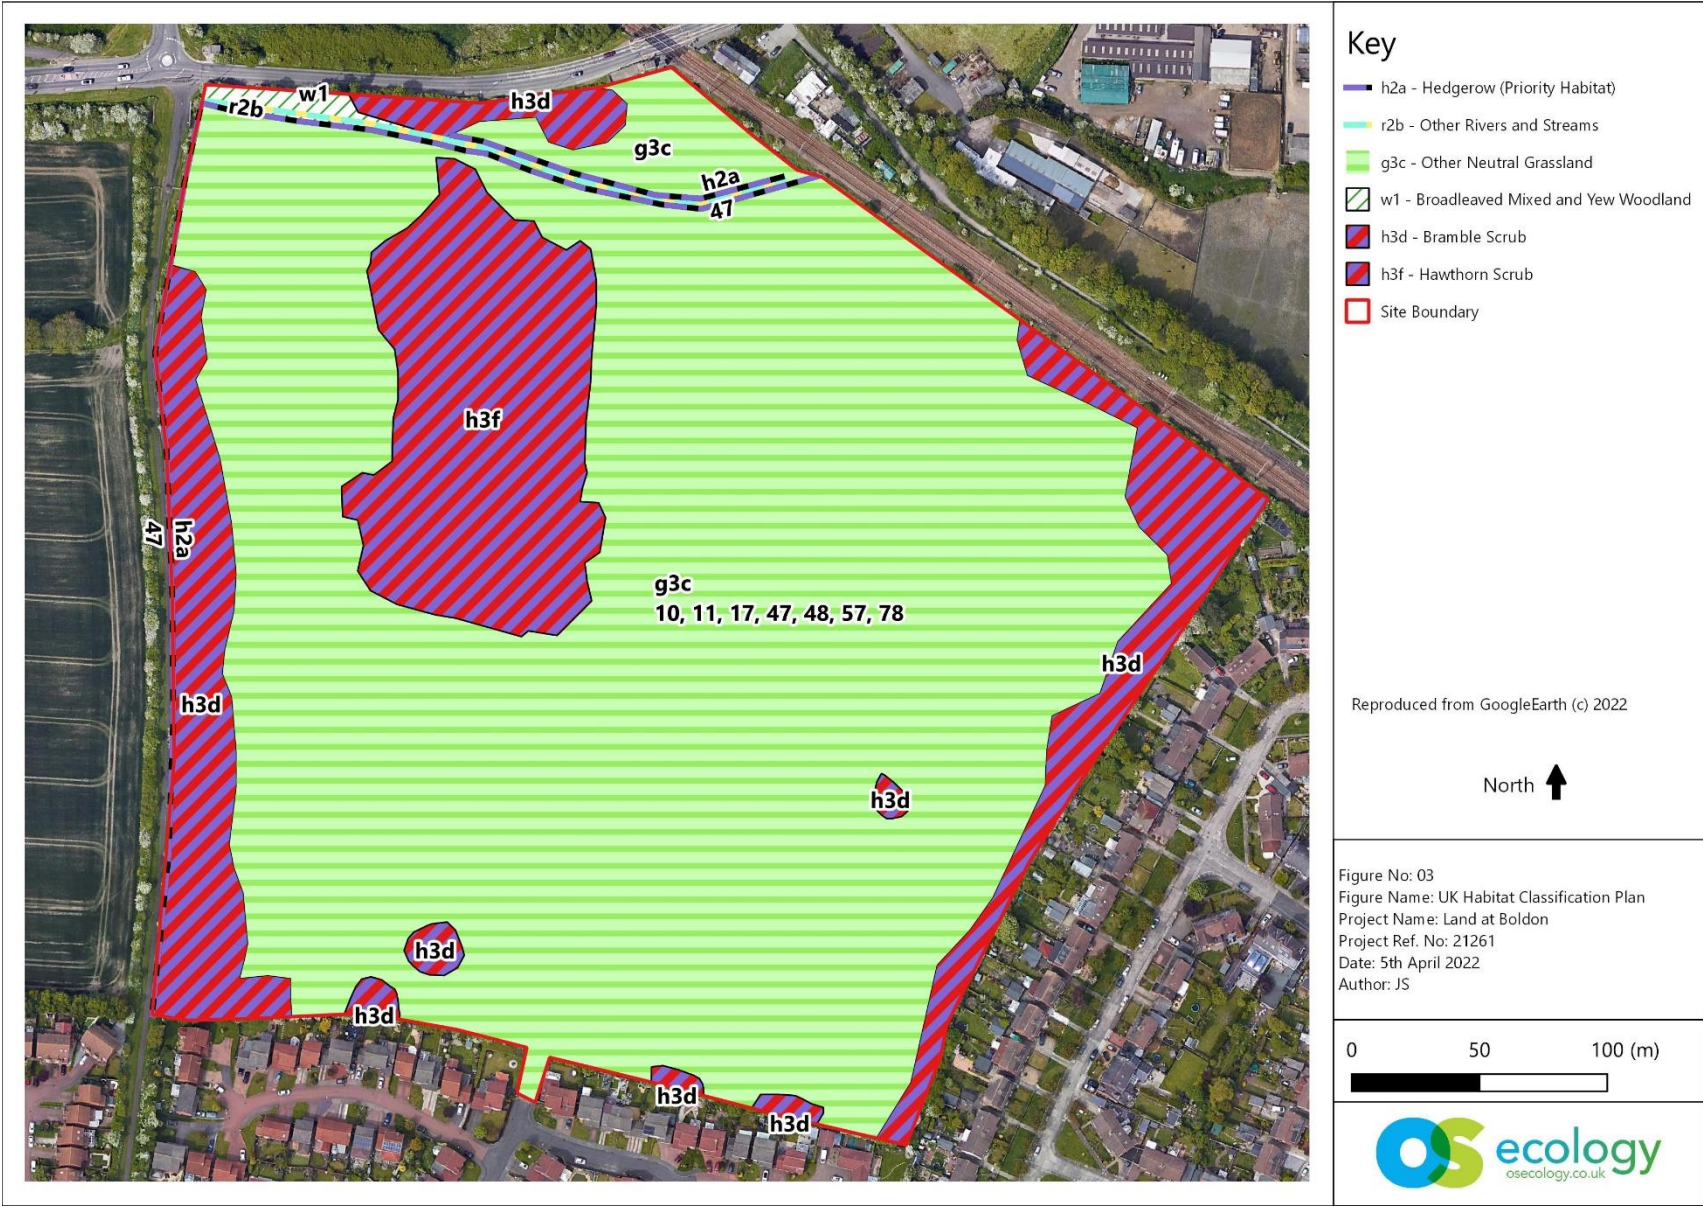 w1
r2b
h3d
g3c
h2a
47
h3f
47
h2a
g3c
10, 11, 17, 47, 48, 57, 78
h3d
h3d
h3d
h3d
h3d
h3d
h3d
Key
h2a - Hedgerow (Priority Habitat)
r2b - Other Rivers and Streams
g3c - Other Neutral Grassland
w1 - Broadleaved Mixed and Yew Woodland
h3d - Bramble Scrub
h3f - Hawthorn Scrub
Site Boundary
Reproduced from GoogleEarth (c) 2022
North
Figure No: 03
Figure Name: UK Habitat Classification Plan
Project Name: Land at Boldon
Project Ref. No: 21261
Date: 5th April 2022
Author: JS
0 50 100 (m)
OS ecology
osecology.co.uk